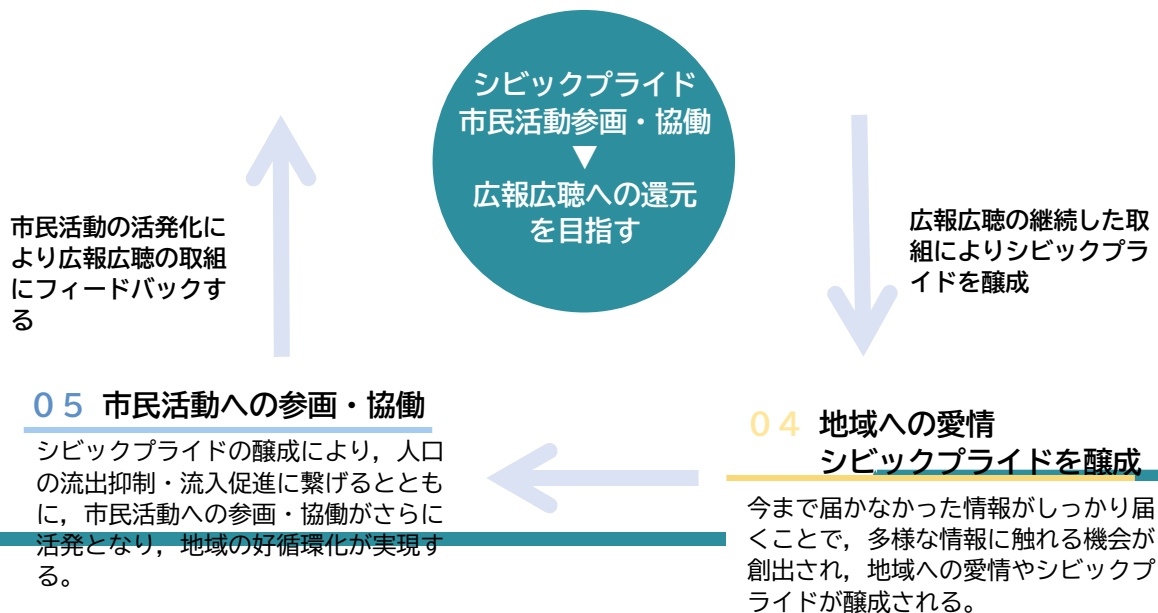 シビックプライド
市民活動参画・協働
▼
広報広聴への還元
を目指す
市民活動の活発化に
より広報広聴の取組
にフィードバックす
る
広報広聴の継続した取
組によりシビックプラ
イドを醸成
０５ 市民活動への参画・協働
シビックプライドの醸成により，人口
の流出抑制・流入促進に繋げるととも
に，市民活動への参画・協働がさらに
活発となり，地域の好循環化が実現す
る。
０４ 地域への愛情
シビックプライドを醸成
今まで届かなかった情報がしっかり届
くことで，多様な情報に触れる機会が
創出され，地域への愛情やシビックプ
ライドが醸成される。